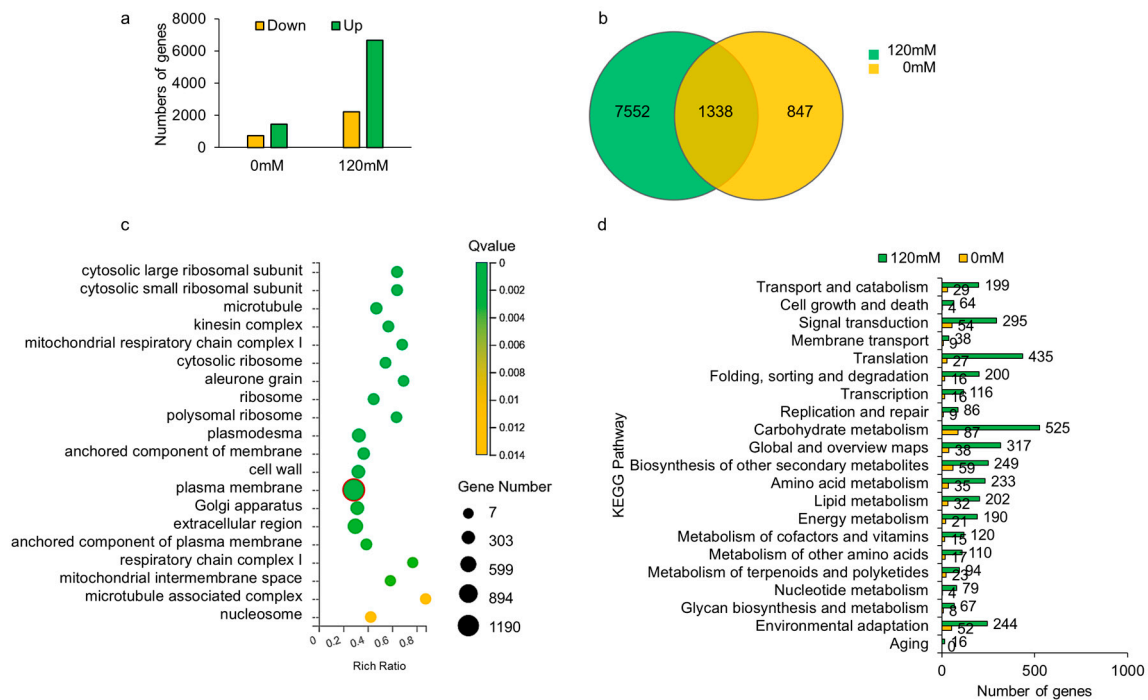 a
Numbers of genes
8000
6000
4000
2000
0
Down
Up
0mM
120mM
b
7552
1338
847
120mM
0mM
c
cytosolic large ribosomal subunit
cytosolic small ribosomal subunit
microtubule
kinesin complex
mitochondrial respiratory chain complex I
cytosolic ribosome
aleurone grain
ribosome
polysomal ribosome
plasmodesma
anchored component of membrane
cell wall
plasma membrane
Golgi apparatus
extracellular region
anchored component of plasma membrane
respiratory chain complex I
mitochondrial intermembrane space
microtubule associated complex
nucleosome
0 0.2 0.4 0.6 0.8
Rich Ratio
Qvalue
0
0.002
0.004
0.006
0.008
0.01
0.012
0.014
Gene Number
7
303
599
894
1190
d
120mM 0mM
KEGG Pathway
Transport and catabolism 199 29
Cell growth and death 64 4
Signal transduction 295 54
Membrane transport 38 9
Translation 435 27
Folding, sorting and degradation 200 16
Transcription 116 16
Replication and repair 86 9
Carbohydrate metabolism 525 87
Global and overview maps 317 38
Biosynthesis of other secondary metabolites 249 59
Amino acid metabolism 233 35
Lipid metabolism 202 32
Energy metabolism 190 21
Metabolism of cofactors and vitamins 120 15
Metabolism of other amino acids 110 17
Metabolism of terpenoids and polyketides 94 23
Nucleotide metabolism 79 4
Glycan biosynthesis and metabolism 67 8
Environmental adaptation 244 52
Aging 16 0
0 500 1000
Number of genes